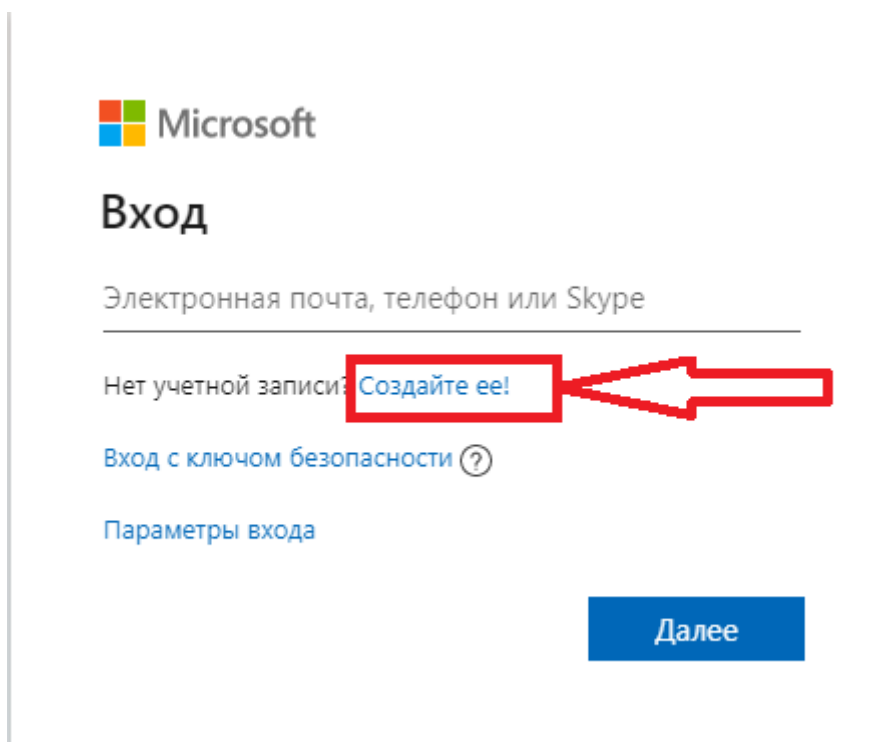 Microsoft
Вход
Электронная почта, телефон или Skype
Нет учетной записи? Создайте ее!
Вход с ключом безопасности ?
Параметры входа
Далее